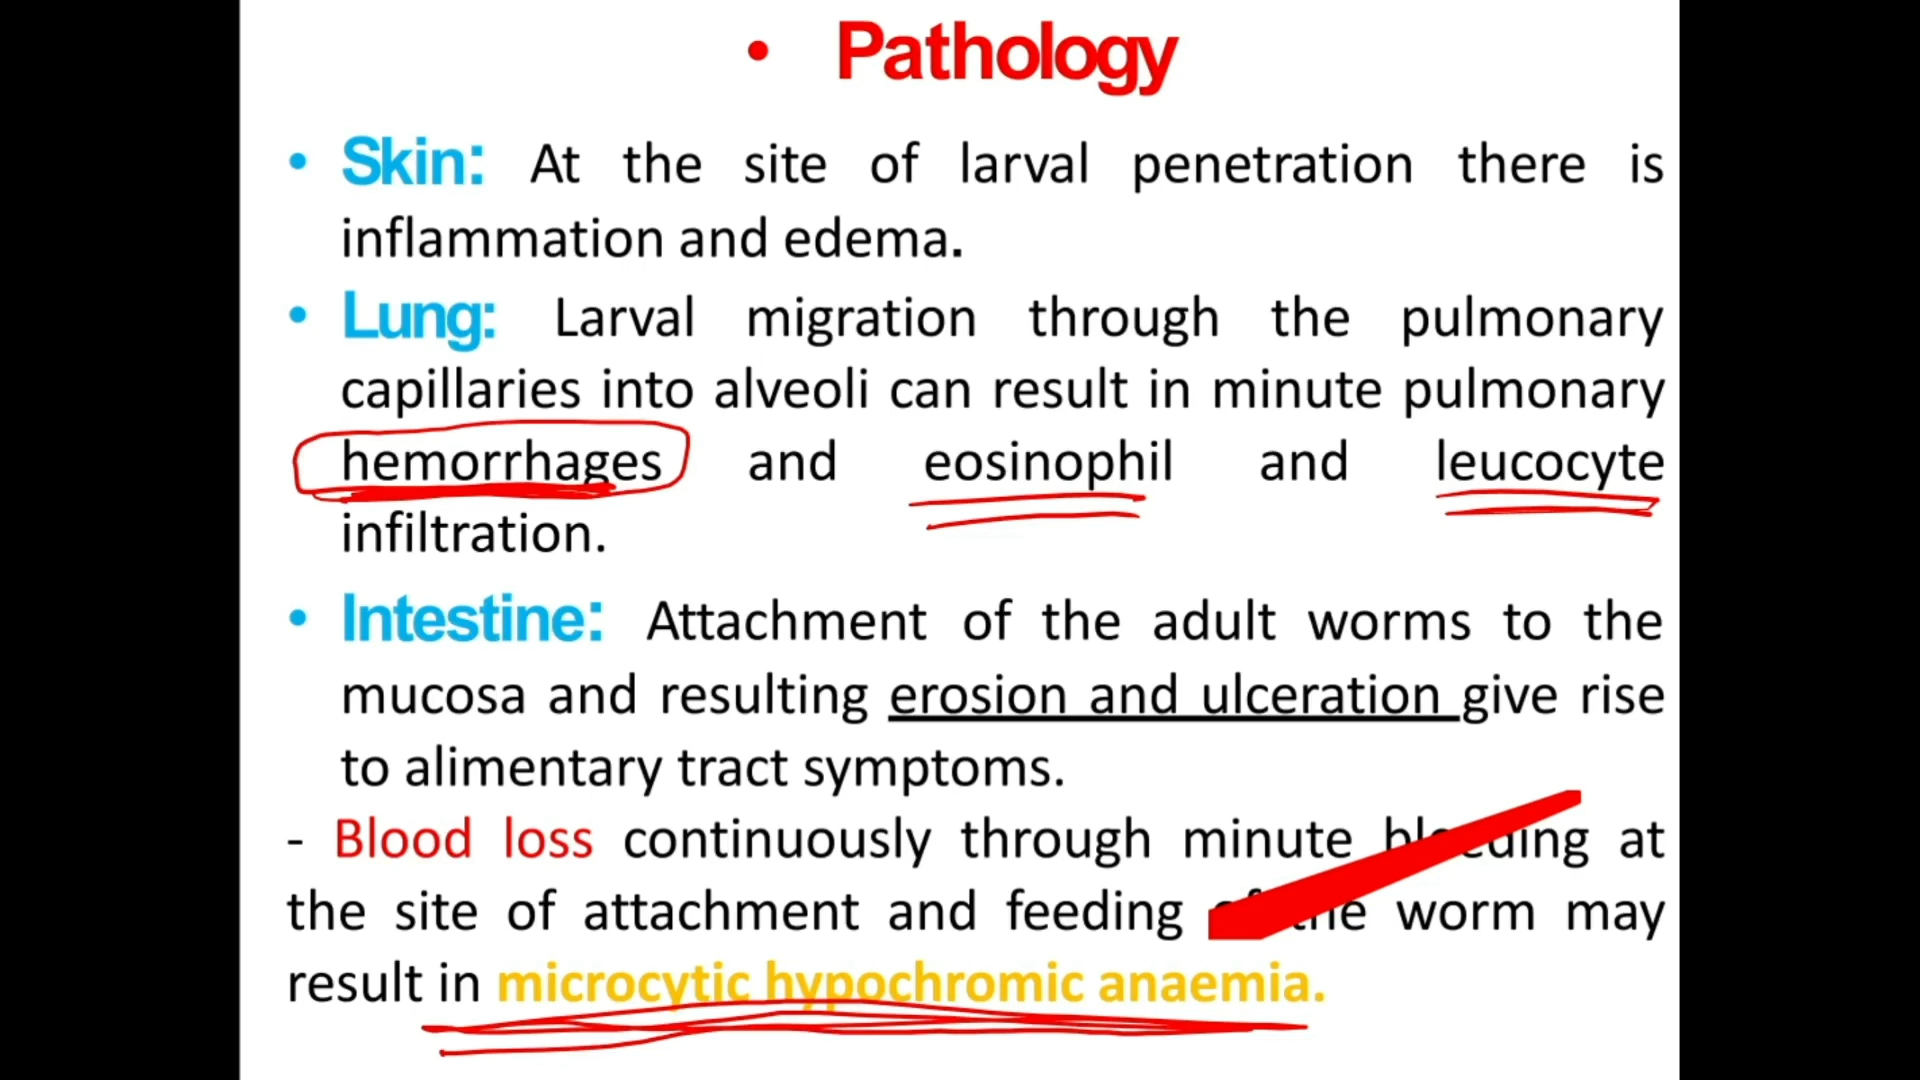 • Pathology
• Skin: At the site of larval penetration there is
inflammation and edema.
• Lung: Larval migration through the pulmonary
capillaries into alveoli can result in minute pulmonary
hemorrhages and eosinophil and leucocyte
infiltration.
• Intestine: Attachment of the adult worms to the
mucosa and resulting erosion and ulceration give rise
to alimentary tract symptoms.
- Blood loss continuously through minute bleeding at
the site of attachment and feeding of the worm may
result in microcytic hypochromic anaemia.